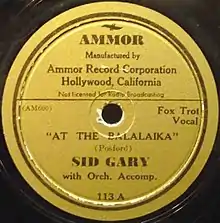 AMMOR
Manufactured by
Ammor Record Corporation
Hollywood, California
Not licensed for Radio Broadcasting
(AM600)
Fox Trot
Vocal
"AT THE BALALAIKA"
(Posford)
SID GARY
with Orch. Accomp.
113 A